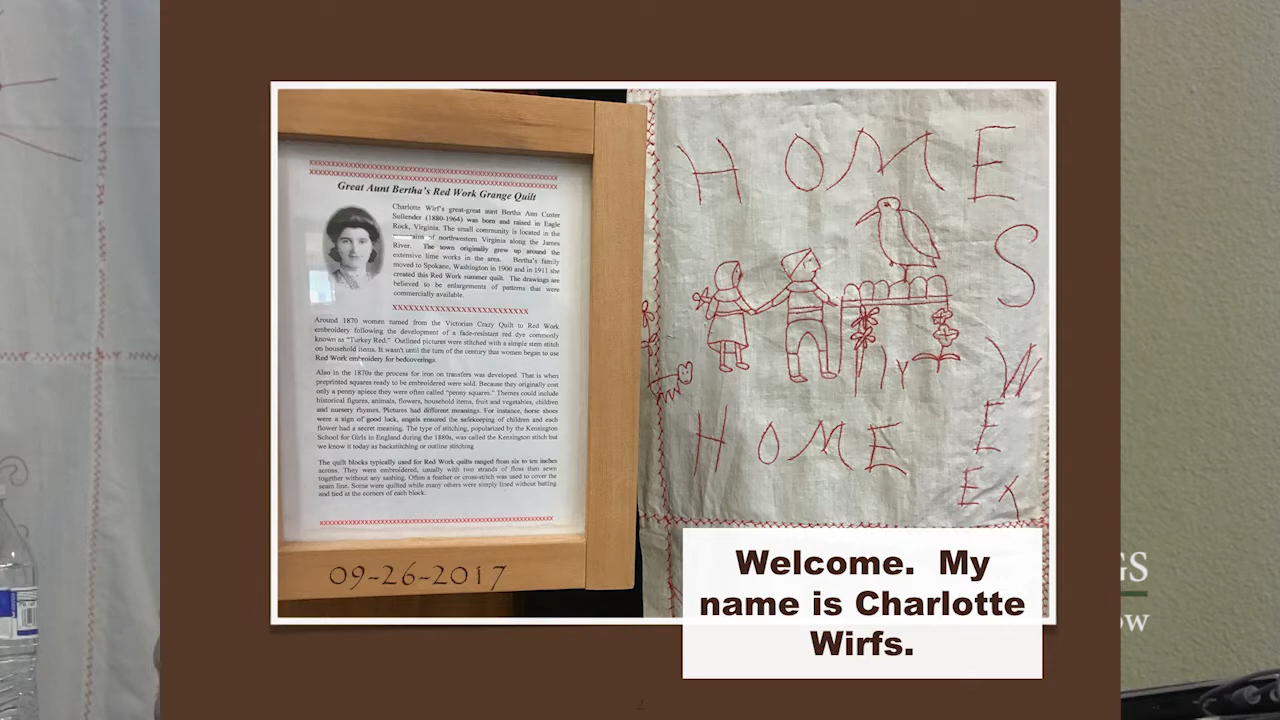 Great Aunt Bertha's Red Work Grange Quilt
Charlotte Wirf's great-great aunt Bertha Ann Custer
Sullender (1880-1964) was born and raised in Eagle
Rock, Virginia. The small community is located in the
of northwestern Virginia along the James
River. The town originally grew up around the
extensive lime works in the area. Bertha's family
moved to Spokane, Washington in 1900 and in 1911 she
created this Red Work summer quilt. The drawings are
believed to be enlargements of patterns that were
commercially available.
XXXXXXXXXXXXXXXXXXXXXXXX
Around 1870 women turned from the Victorian Crazy Quilt to Red Work
embroidery following the development of a fade-resistant red dye commonly
known as "Turkey Red." Outlined pictures were stitched with a simple stem stitch
on household items. It wasn't until the turn of the century that women began to use
Red Work embroidery for bedcoverings.
Also in the 1870s the process for iron on transfers was developed. That is when
preprinted squares ready to be embroidered were sold. Because they originally cost
only a penny apiece they were often called "penny squares." Themes could include
historical figures, animals, flowers, household items, fruit and vegetables, children
and nursery rhymes. Pictures had different meanings. For instance, horse shoes
were a sign of good luck, angels ensured the safekeeping of children and each
flower had a secret meaning. The type of stitching, popularized by the Kensington
School for Girls in England during the 1880s, was called the Kensington stitch but
we know it today as backstitching or outline stitching
The quilt blocks typically used for Red Work quilts ranged from six to ten inches
across. They were embroidered, usually with two strands of floss then sewn
together without any sashing. Often a feather or cross-stitch was used to cover the
seam line. Some were quilted while many others were simply lined without batting
and tied at the corners of each block.
09-26-2017
HOME
S
WEET
MY
HOME
Welcome. My
name is Charlotte
Wirfs.
GS
ow